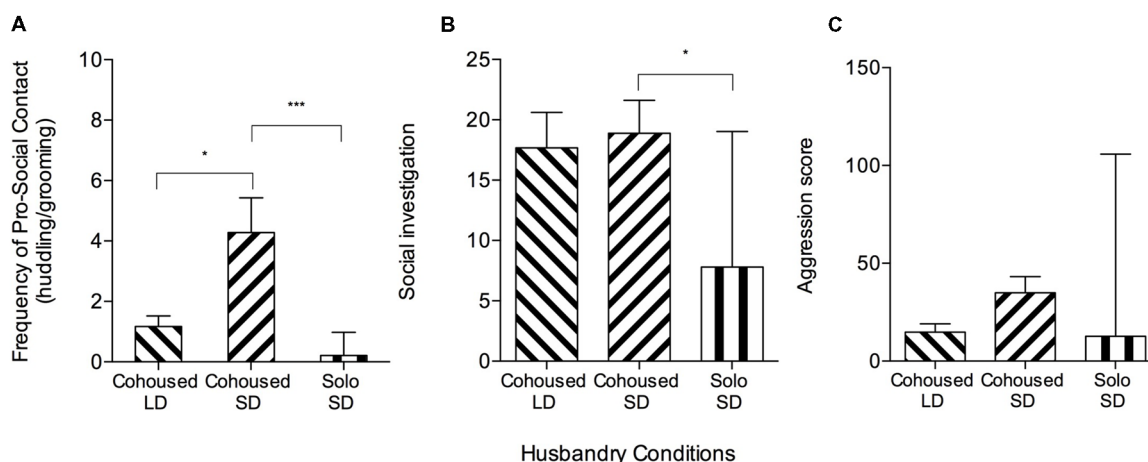 A
Frequency of Pro-Social Contact
(huddling/grooming)
10
8
6
4
2
0
*
***
Cohoused
LD
Cohoused
SD
Solo
SD
B
Social investigation
25
20
15
10
5
0
*
Cohoused
LD
Cohoused
SD
Solo
SD
C
Aggression score
150
100
50
0
Cohoused
LD
Cohoused
SD
Solo
SD
Husbandry Conditions